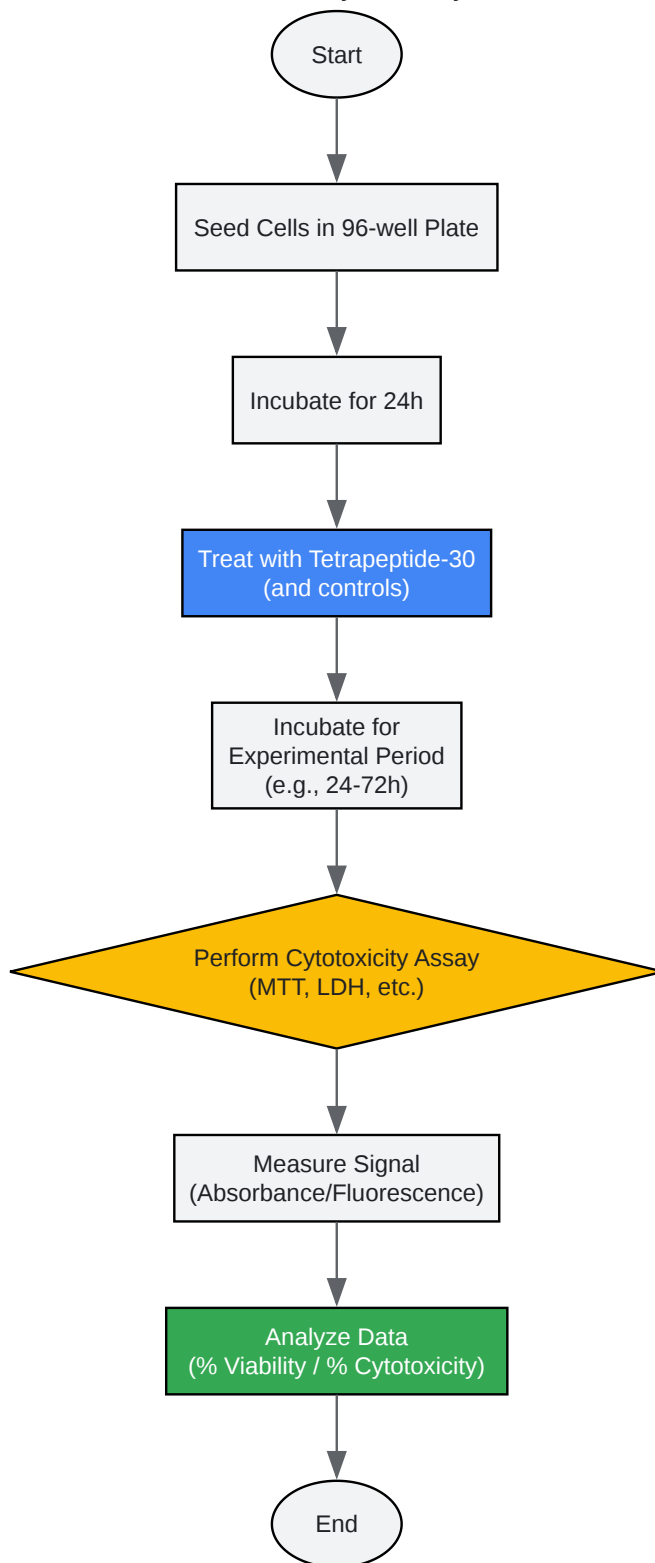 Start
Seed Cells in 96-well Plate
Incubate for 24h
Treat with Tetrapeptide-30
(and controls)
Incubate for
Experimental Period
(e.g., 24-72h)
Perform Cytotoxicity Assay
(MTT, LDH, etc.)
Measure Signal
(Absorbance/Fluorescence)
Analyze Data
(% Viability / % Cytotoxicity)
End